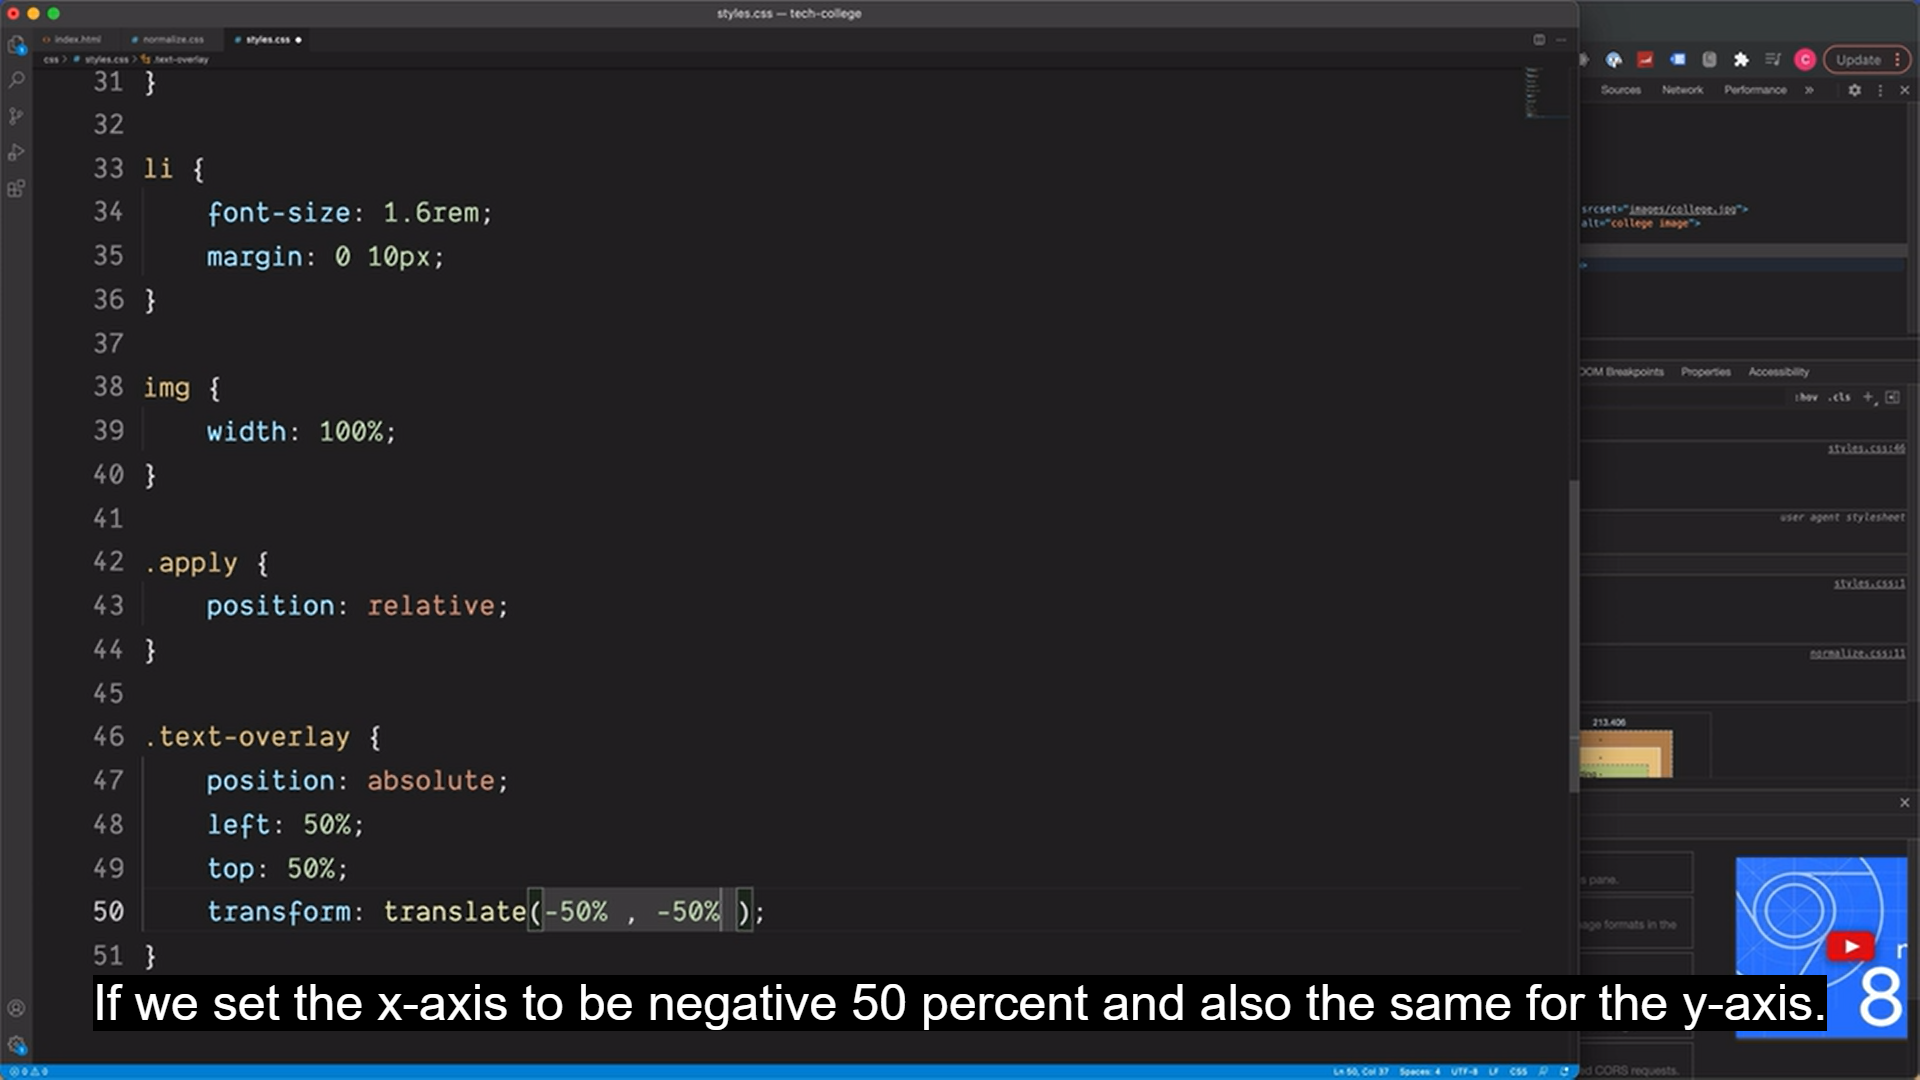 styles.css — tech-college
index.html
normalize.css
styles.css
css > # styles.css > .text-overlay
31 }
32
33 li {
34 font-size: 1.6rem;
35 margin: 0 10px;
36 }
37
38 img {
39 width: 100%;
40 }
41
42 .apply {
43 position: relative;
44 }
45
46 .text-overlay {
47 position: absolute;
48 left: 50%;
49 top: 50%;
50 transform: translate(-50% , -50% );
51 }
If we set the x-axis to be negative 50 percent and also the same for the y-axis.
Ln 50, Col 37 Spaces: 4 UTF-8 LF CSS
C Update
Sources Network Performance »
srcset="images/college.jpg">
alt="college image">
DOM Breakpoints Properties Accessibility
:hov .cls +
styles.css:46
user agent stylesheet
styles.css:1
normalize.css:11
213.406
s pane.
age formats in the
8
ed CORS requests.